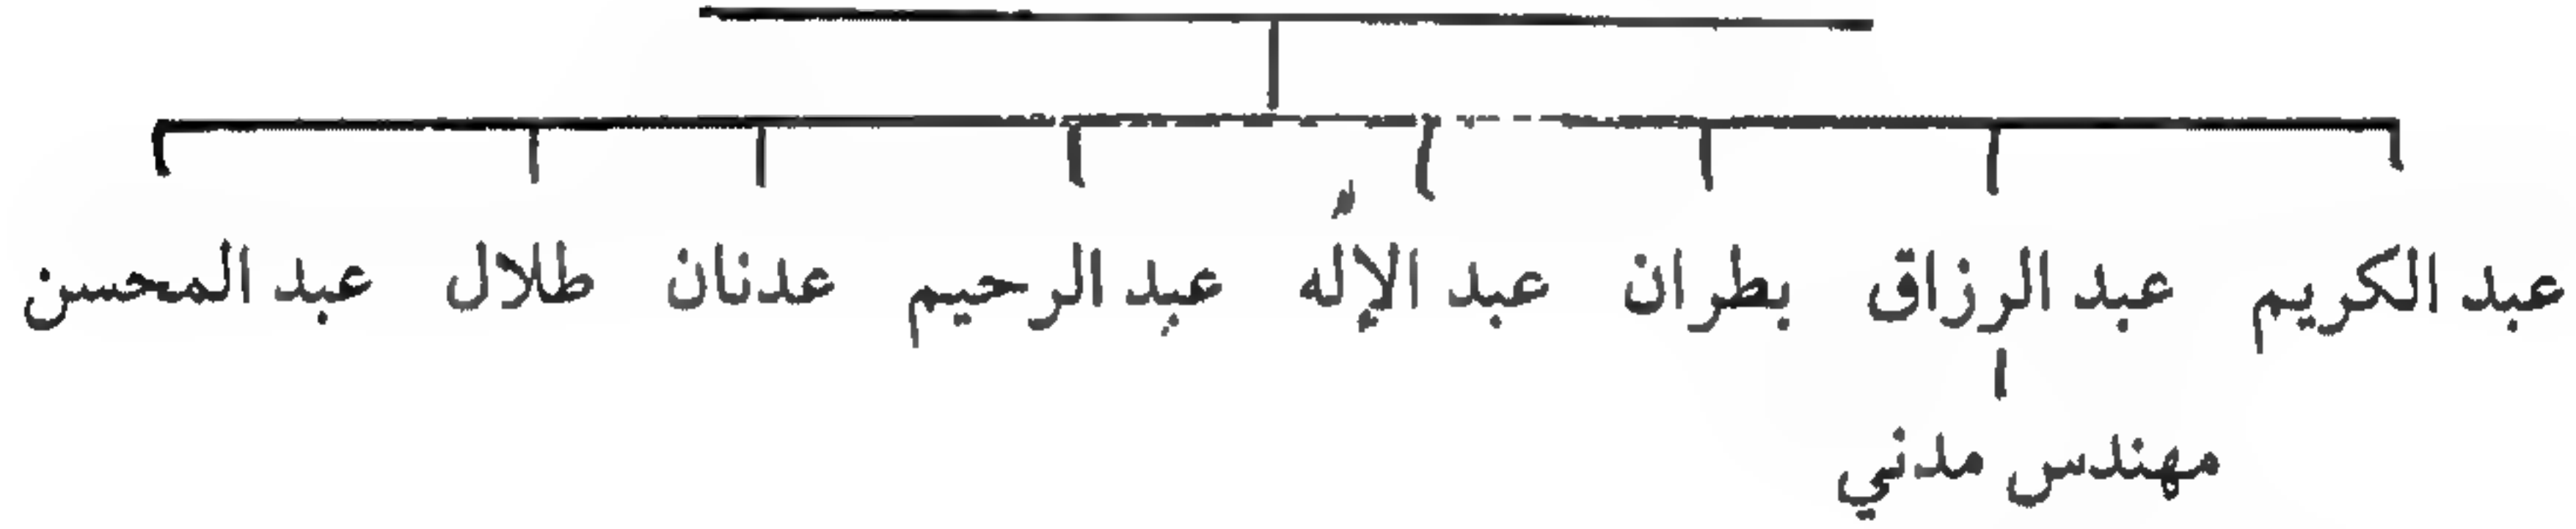 عبد الكريم عبد الرزاق بطران عبد الإله عبد الرحيم عدنان طلال عبد المحسن
مهندس مدني